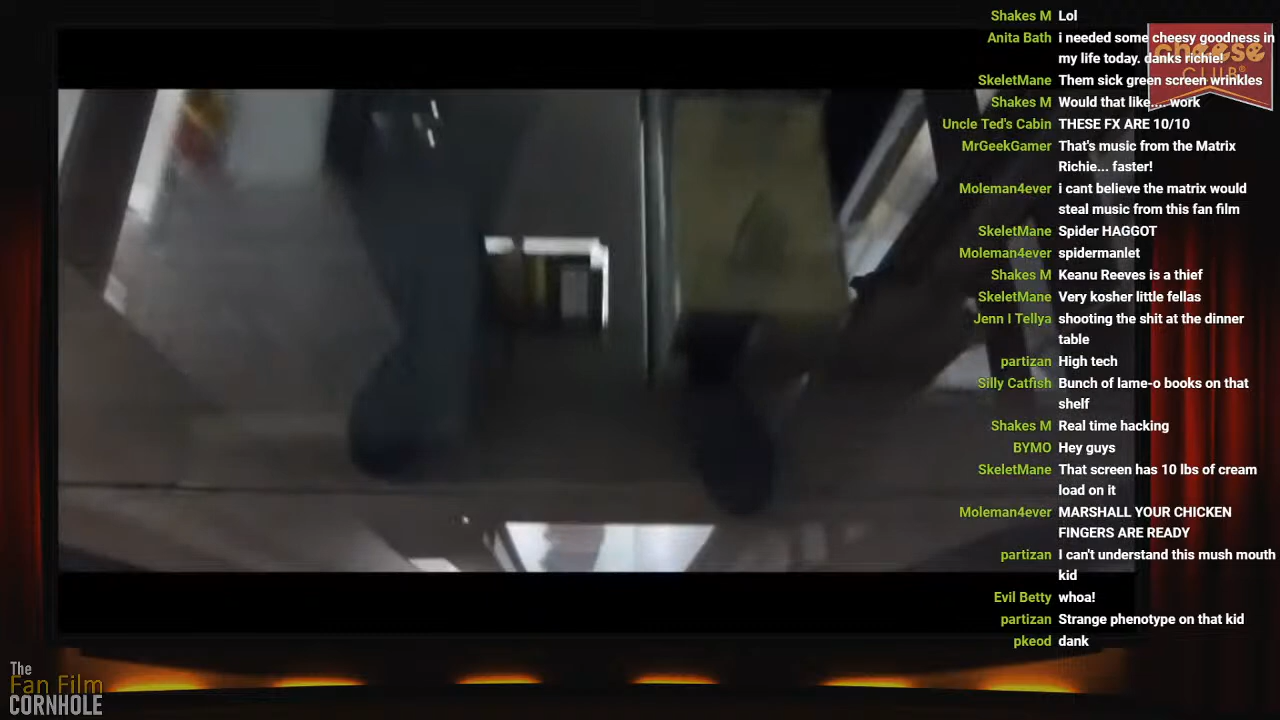 Shakes M Lol
Anita Bath i needed some cheesy goodness in
my life today. danks richie!
cheese
CLUB
SkeletMane Them sick green screen wrinkles
Shakes M Would that like.... work
Uncle Ted's Cabin THESE FX ARE 10/10
MrGeekGamer That's music from the Matrix
Richie... faster!
Moleman4ever i cant believe the matrix would
steal music from this fan film
SkeletMane Spider HAGGOT
Moleman4ever spidermanlet
Shakes M Keanu Reeves is a thief
SkeletMane Very kosher little fellas
Jenn I Tellya shooting the shit at the dinner
table
partizan High tech
Silly Catfish Bunch of lame-o books on that
shelf
Shakes M Real time hacking
BYMO Hey guys
SkeletMane That screen has 10 lbs of cream
load on it
Moleman4ever MARSHALL YOUR CHICKEN
FINGERS ARE READY
partizan I can't understand this mush mouth
kid
Evil Betty whoa!
partizan Strange phenotype on that kid
pkeod dank
The
Fan Film
CORNHOLE